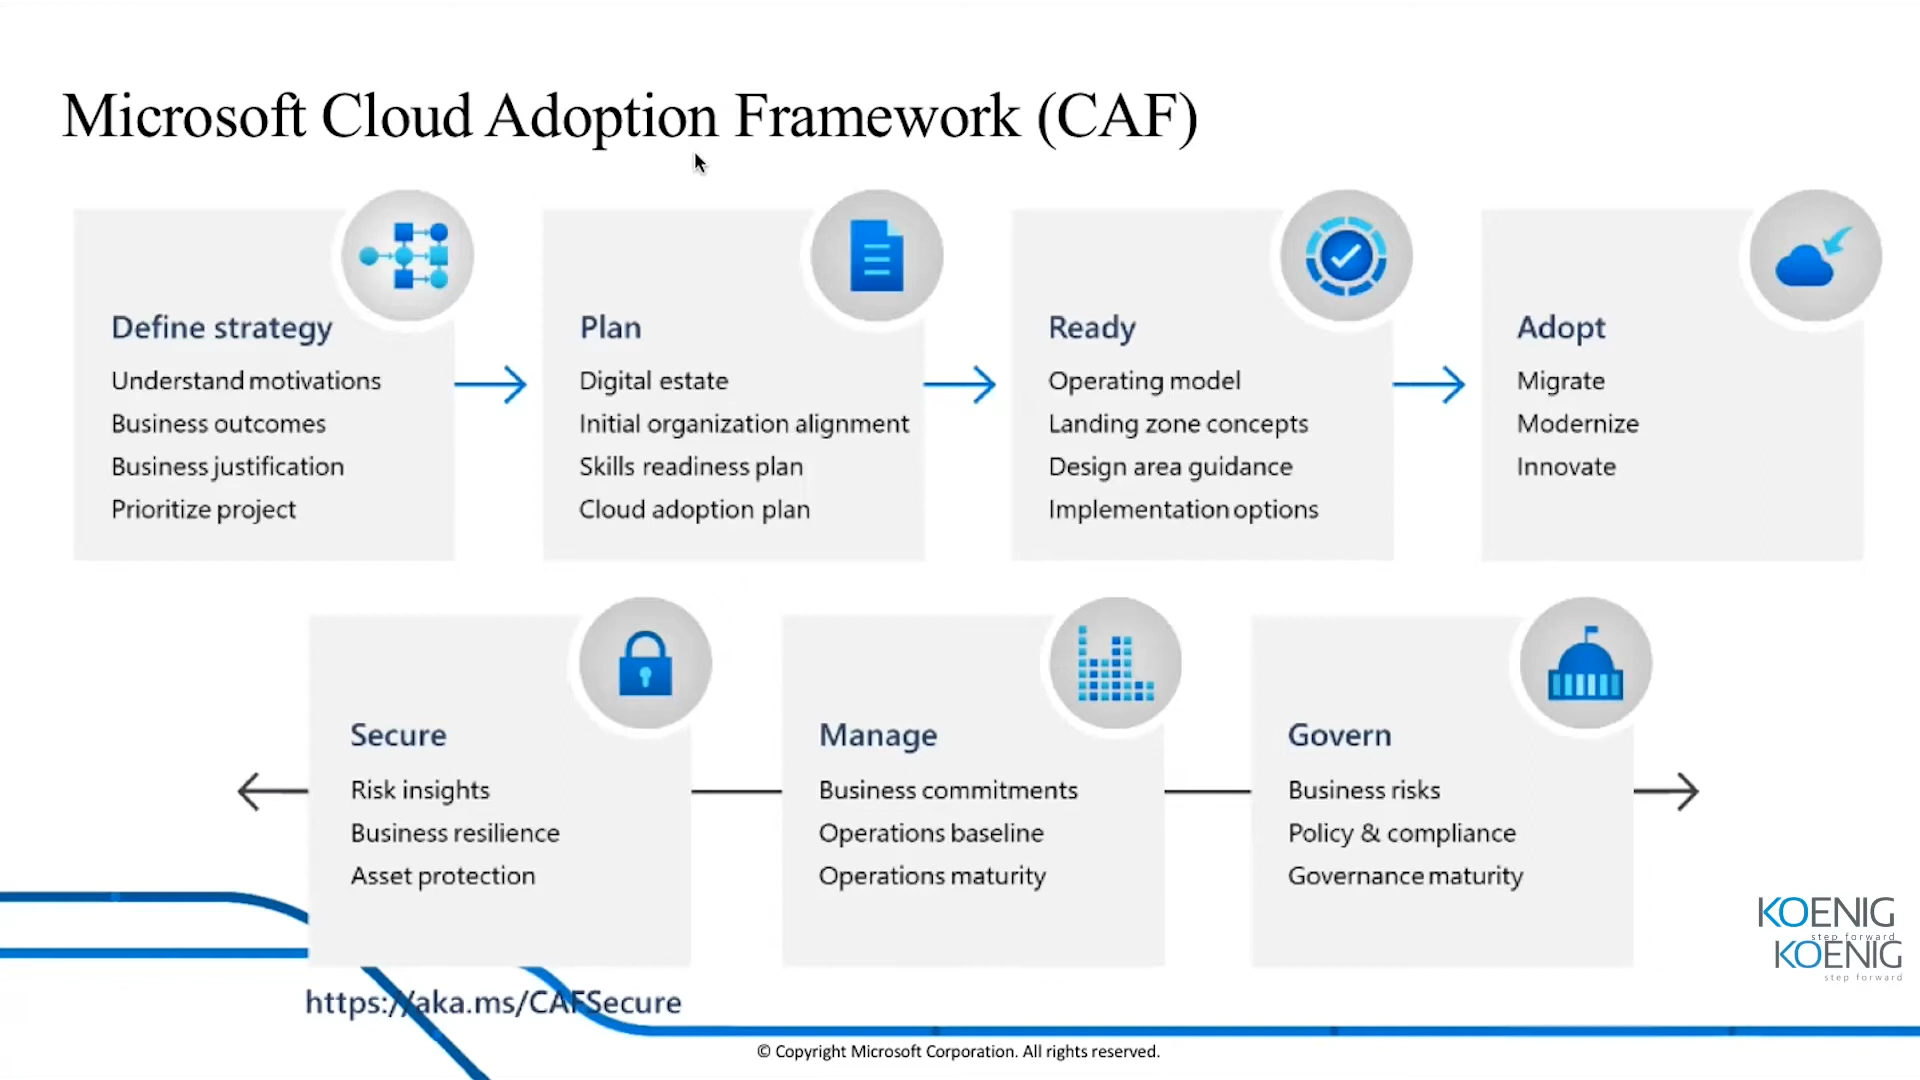 Microsoft Cloud Adoption Framework (CAF)
Define strategy
Understand motivations
Business outcomes
Business justification
Prioritize project
Plan
Digital estate
Initial organization alignment
Skills readiness plan
Cloud adoption plan
Ready
Operating model
Landing zone concepts
Design area guidance
Implementation options
Adopt
Migrate
Modernize
Innovate
Secure
Risk insights
Business resilience
Asset protection
Manage
Business commitments
Operations baseline
Operations maturity
Govern
Business risks
Policy & compliance
Governance maturity
KOENIG
step forward
KOENIG
step forward
https://aka.ms/CAFSecure
© Copyright Microsoft Corporation. All rights reserved.